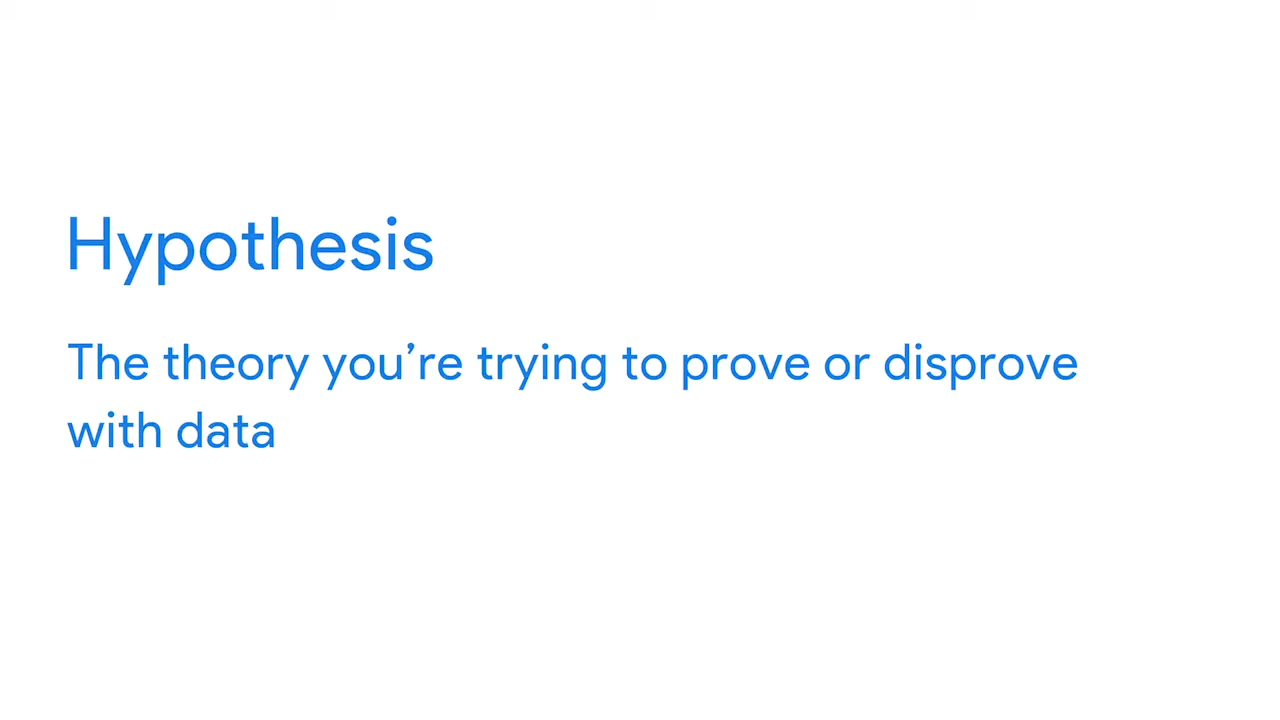 Hypothesis
The theory you’re trying to prove or disprove
with data